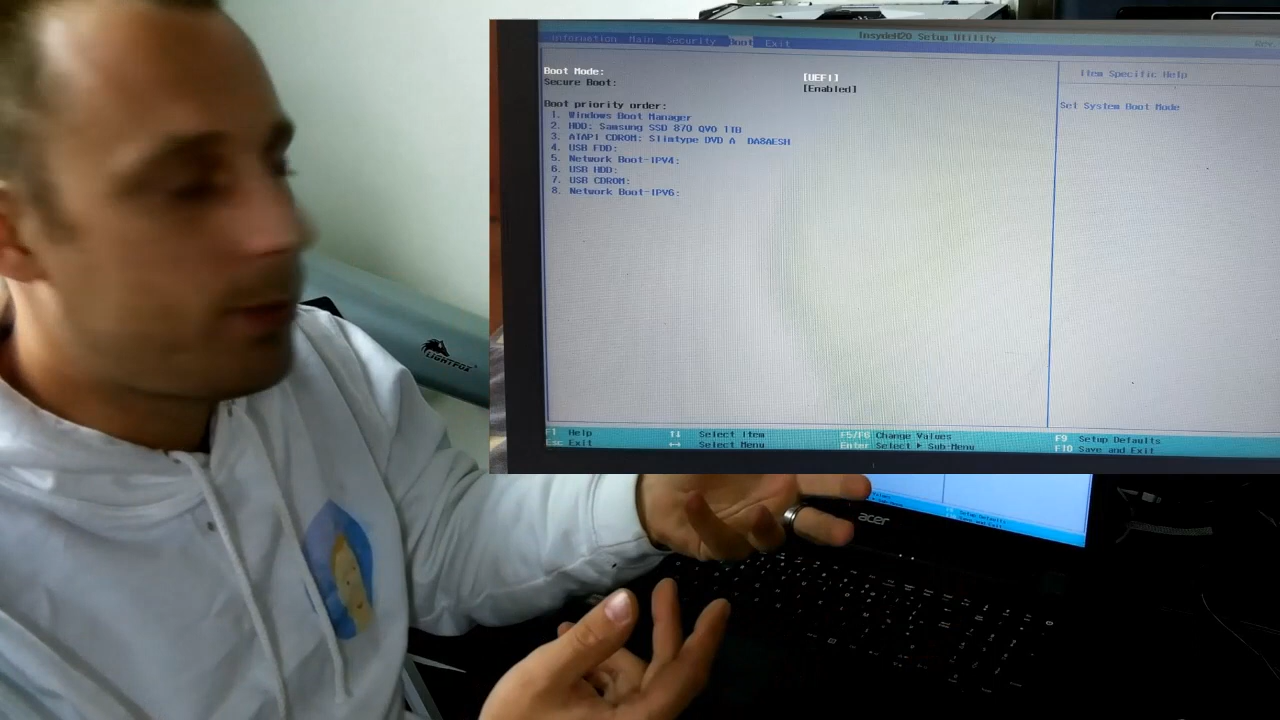 InsydeH20 Setup Utility
Information Main Security Boot Exit
Boot Mode: [UEFI]
Secure Boot: [Enabled]
Boot priority order:
1. Windows Boot Manager
2. HDD: Samsung SSD 870 QVO 1TB
3. ATAPI CDROM: Slimtype DVD A DA8AESH
4. USB FDD:
5. Network Boot-IPV4:
6. USB HDD:
7. USB CDROM:
8. Network Boot-IPV6:
Item Specific Help
Set System Boot Mode
F1 Help ↑↓ Select Item F5/F6 Change Values F9 Setup Defaults
Esc Exit ←→ Select Menu Enter Select ▶ Sub-Menu F10 Save and Exit
LIGHTFOX
acer